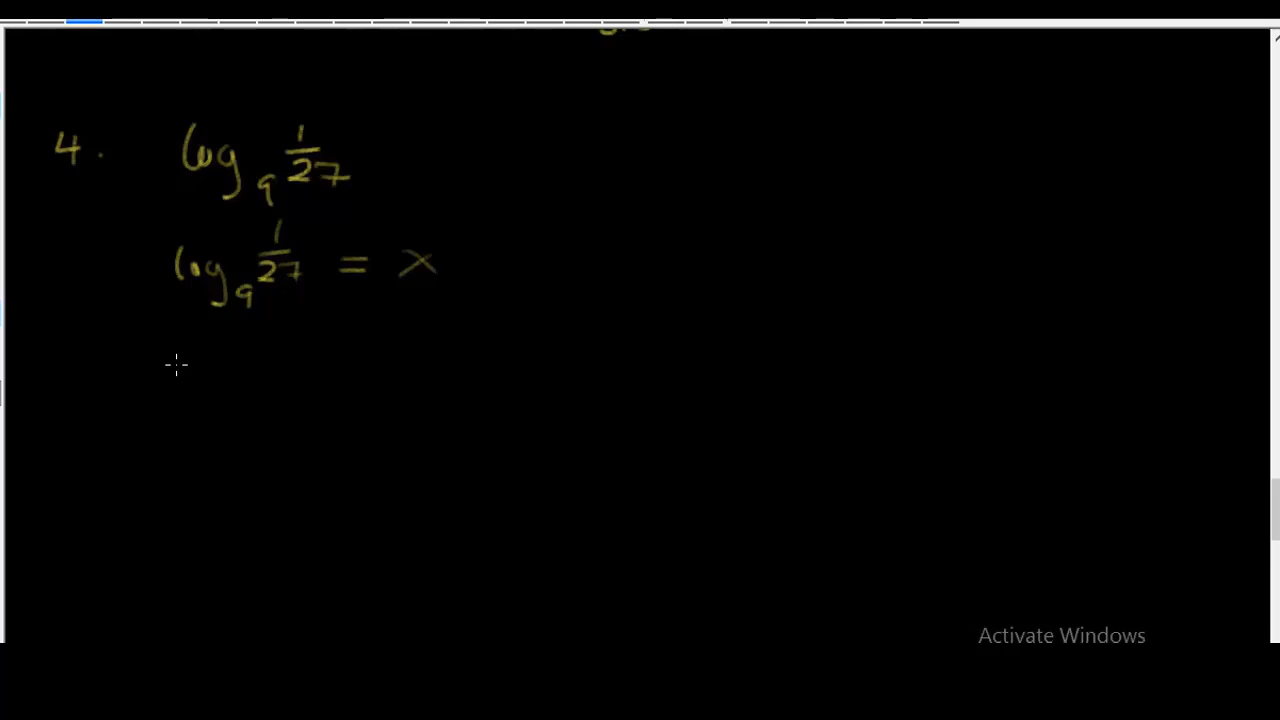 4. log₉ 1/27
log₉ 1/27 = x
Activate Windows